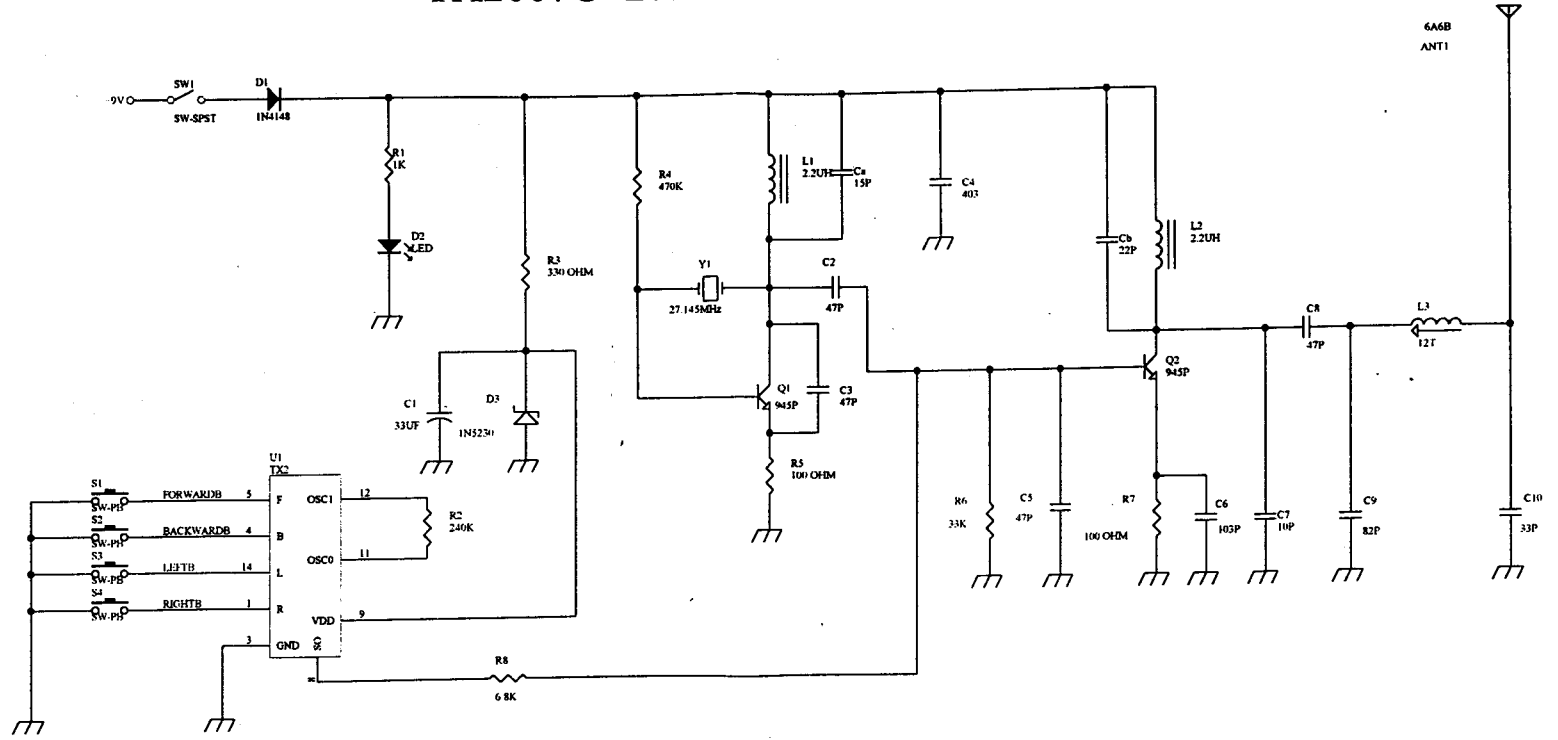 6A6B
ANT1
9V
SW1
SW-SPST
D1
1N4148
R1
1K
D2
LED
R3
330 OHM
R4
470K
L1
2.2UH
Ca
15P
C4
403
Cb
22P
L2
2.2UH
Y1
27.145MHz
C2
47P
C8
47P
L3
12T
Q1
945P
C3
47P
Q2
945P
C1
33UF
D3
1N5230
R5
100 OHM
R6
33K
C5
47P
R7
100 OHM
C6
103P
C7
10P
C9
82P
C10
33P
U1
TX2
S1
SW-PB
FORWARDB
5
F
OSC1
12
S2
SW-PB
BACKWARDB
4
B
R2
240K
S3
SW-PB
LEFTB
14
L
OSC0
11
S4
SW-PB
RIGHTB
1
R
VDD
9
3
GND
SO
R8
6.8K